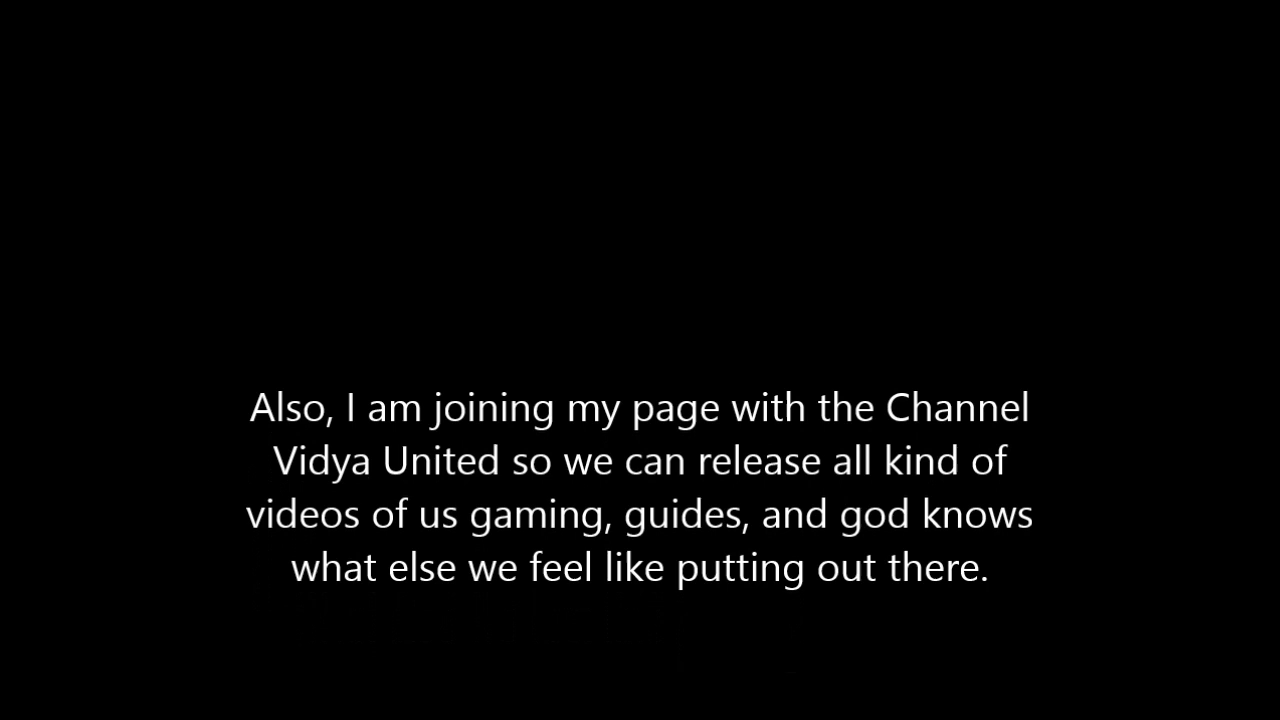 Also, I am joining my page with the Channel
Vidya United so we can release all kind of
videos of us gaming, guides, and god knows
what else we feel like putting out there.